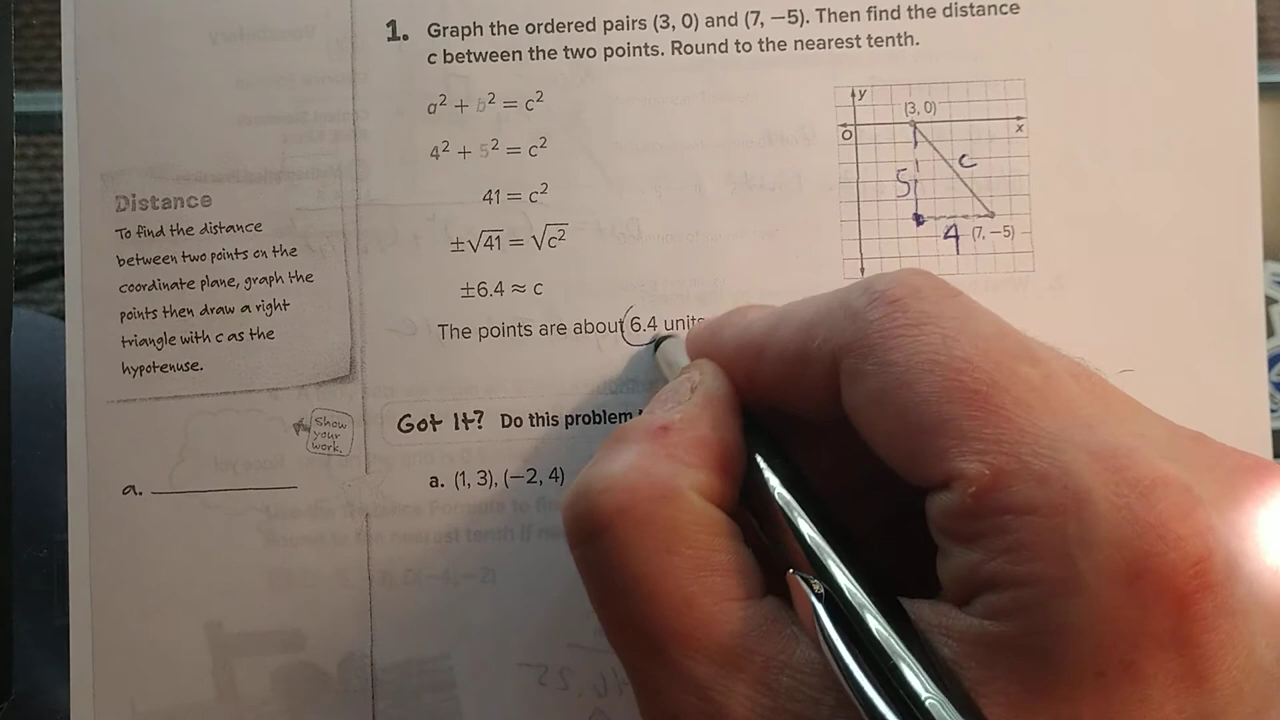 1. Graph the ordered pairs (3, 0) and (7, −5). Then find the distance
c between the two points. Round to the nearest tenth.
a² + b² = c²
4² + 5² = c²
41 = c²
±√41 = √c²
±6.4 ≈ c
The points are about 6.4 units
y
(3, 0)
O
x
c
5
4
(7, −5)
Distance
To find the distance
between two points on the
coordinate plane, graph the
points then draw a right
triangle with c as the
hypotenuse.
Show
your
work.
Got It? Do this problem
a. (1, 3), (−2, 4)
a.